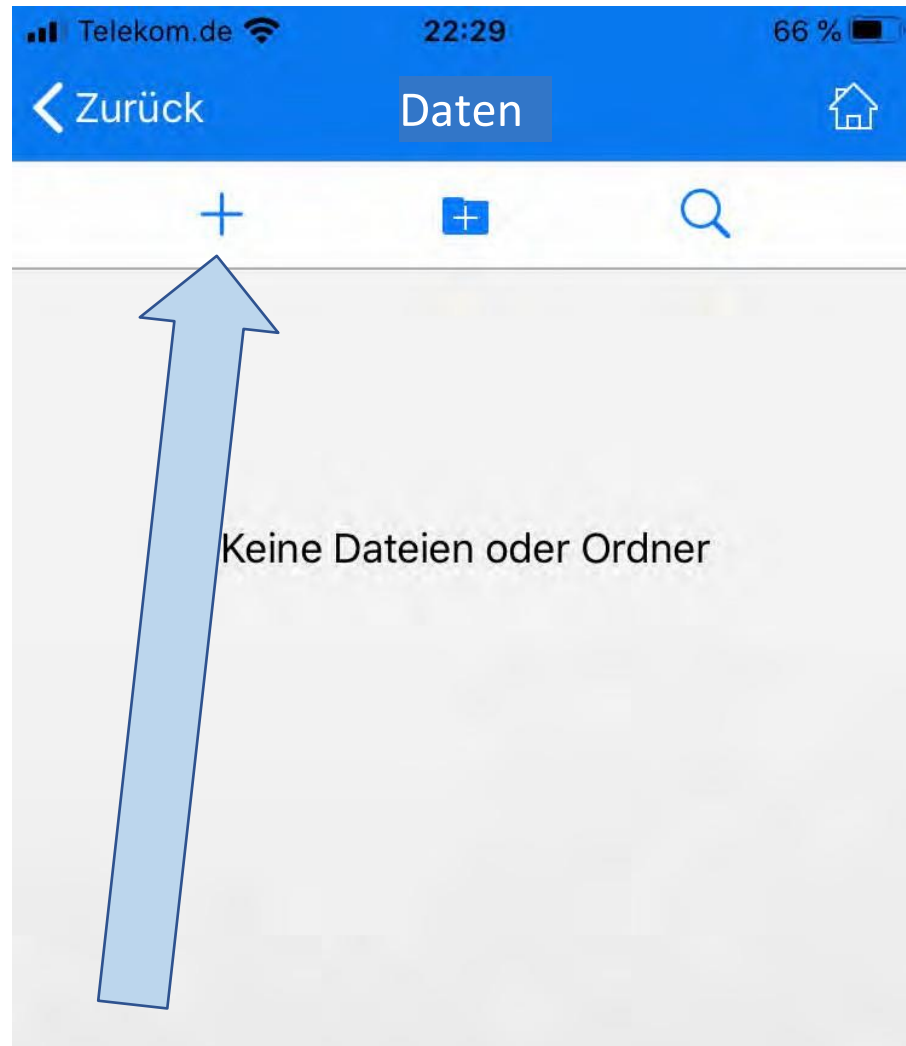 Telekom.de 22:29 66 %
Zurück Daten
Keine Dateien oder Ordner